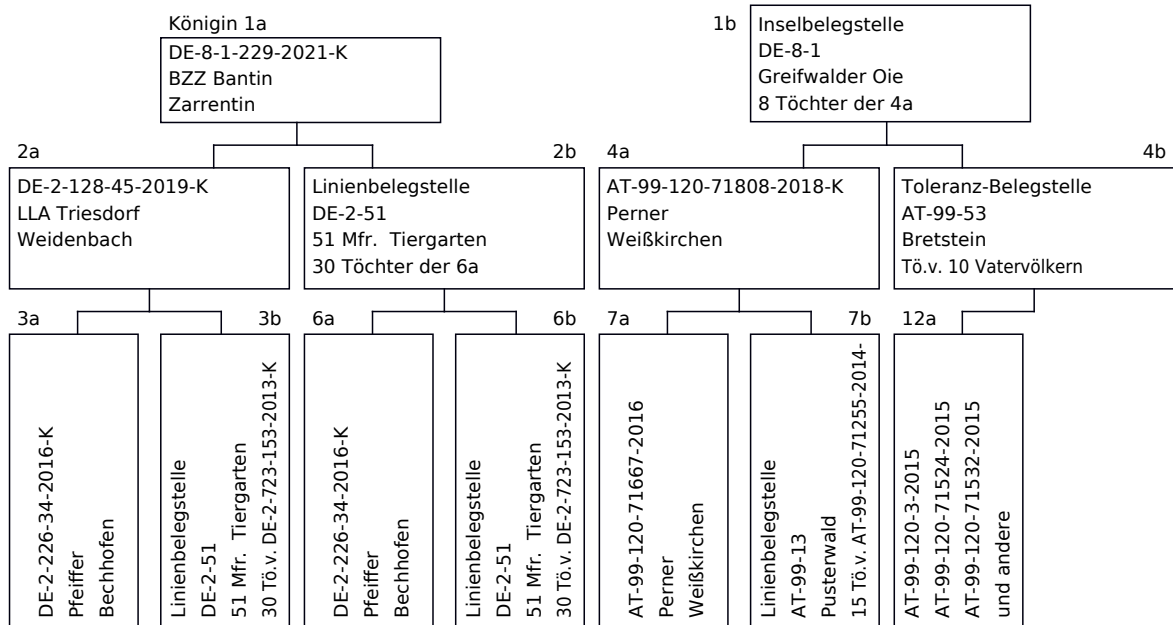 Königin 1a
DE-8-1-229-2021-K
BZZ Bantin
Zarrentin
1b
Inselbelegstelle
DE-8-1
Greifwalder Oie
8 Töchter der 4a
2a
DE-2-128-45-2019-K
LLA Triesdorf
Weidenbach
2b
Linienbelegstelle
DE-2-51
51 Mfr.  Tiergarten
30 Töchter der 6a
4a
AT-99-120-71808-2018-K
Perner
Weißkirchen
4b
Toleranz-Belegstelle
AT-99-53
Bretstein
Tö.v. 10 Vatervölkern
3a
DE-2-226-34-2016-K
Pfeiffer
Bechhofen
3b
Linienbelegstelle
DE-2-51
51 Mfr.  Tiergarten
30 Tö.v. DE-2-723-153-2013-K
6a
DE-2-226-34-2016-K
Pfeiffer
Bechhofen
6b
Linienbelegstelle
DE-2-51
51 Mfr.  Tiergarten
30 Tö.v. DE-2-723-153-2013-K
7a
AT-99-120-71667-2016
Perner
Weißkirchen
7b
Linienbelegstelle
AT-99-13
Pusterwald
15 Tö.v. AT-99-120-71255-2014-
12a
AT-99-120-3-2015
AT-99-120-71524-2015
AT-99-120-71532-2015
und andere